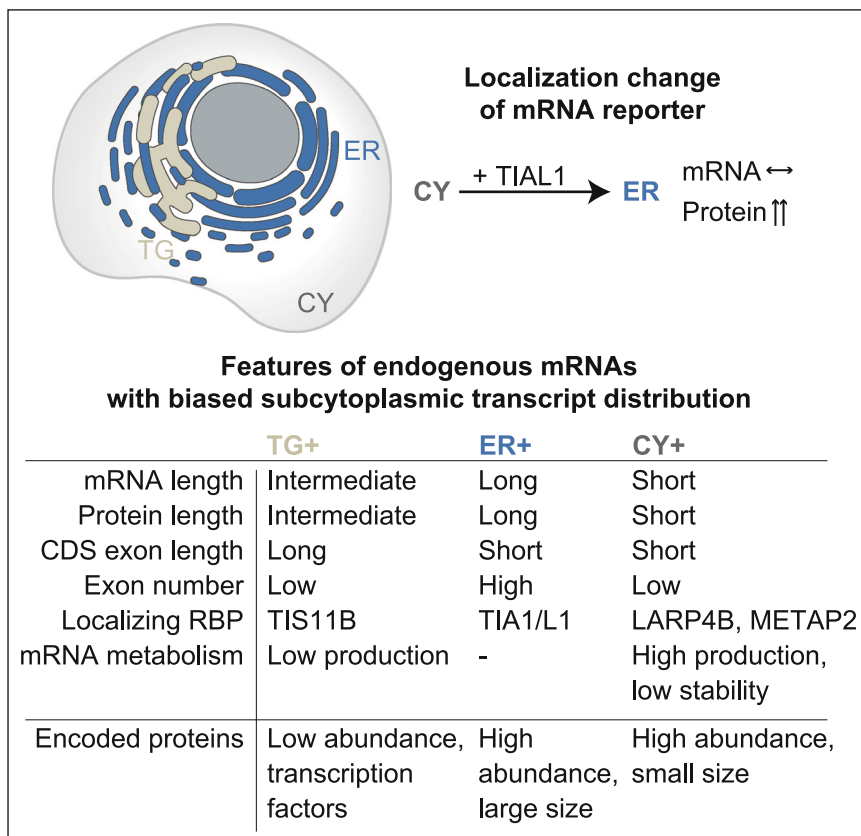 ER
TG
CY
Localization change
of mRNA reporter
CY + TIAL1 ER
mRNA ↔
Protein ⇈
Features of endogenous mRNAs
with biased subcytoplasmic transcript distribution
TG+ ER+ CY+
mRNA length Intermediate Long Short
Protein length Intermediate Long Short
CDS exon length Long Short Short
Exon number Low High Low
Localizing RBP TIS11B TIA1/L1 LARP4B, METAP2
mRNA metabolism Low production - High production,
low stability
Encoded proteins Low abundance, High High abundance,
transcription abundance, small size
factors large size